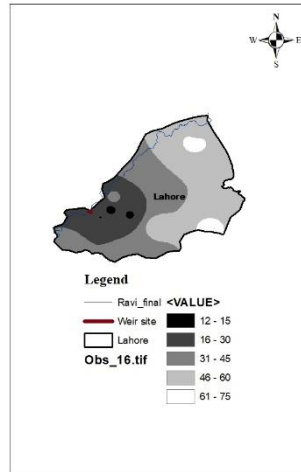 N
W E
S
Lahore
Legend
Ravi_final <VALUE>
Weir site 12 - 15
Lahore 16 - 30
Obs_16.tif 31 - 45
46 - 60
61 - 75